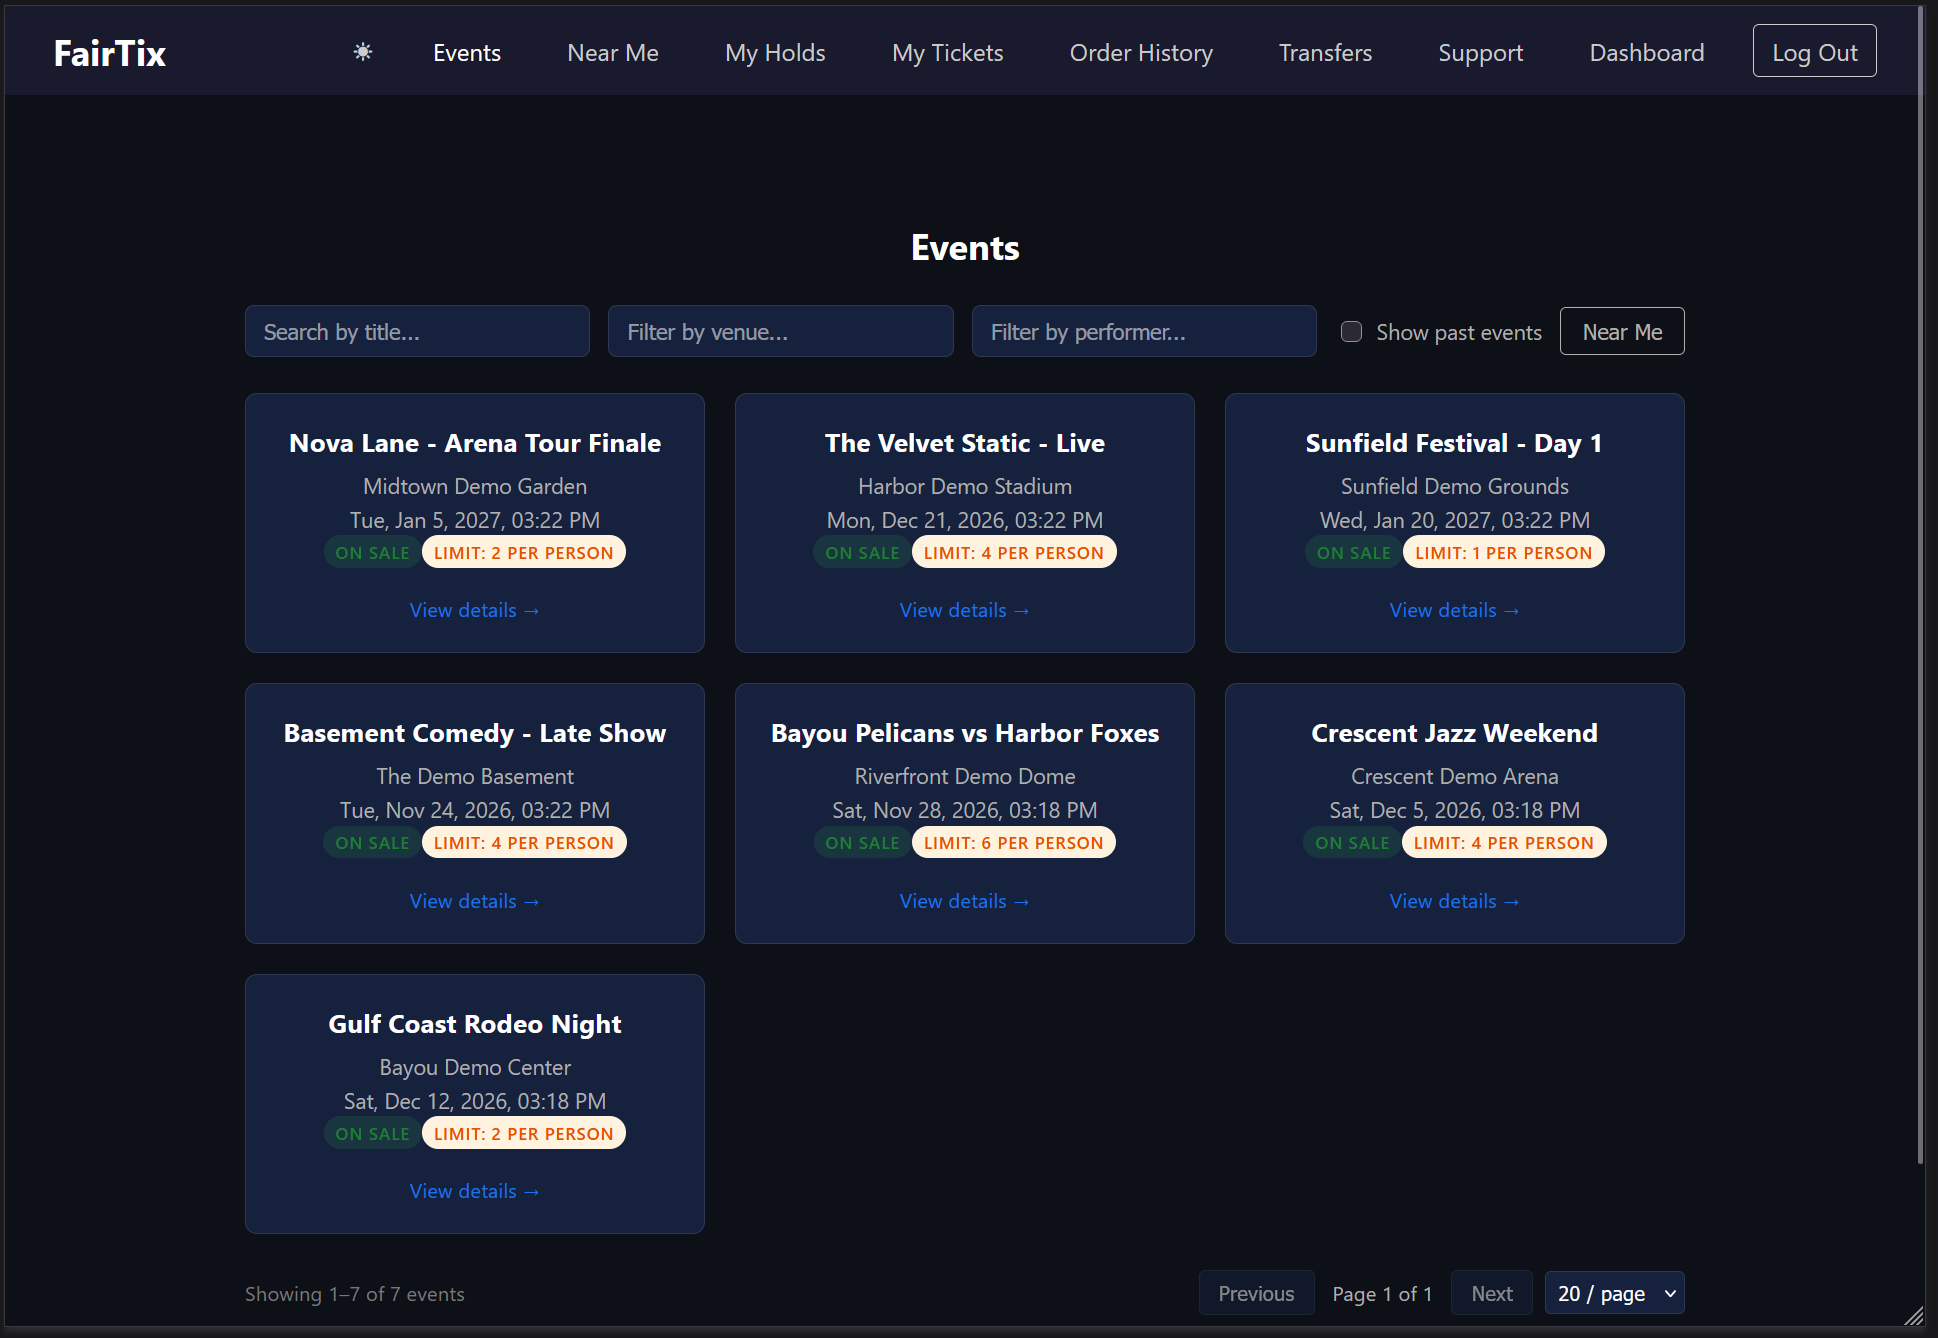 FairTix
☀ Events Near Me My Holds My Tickets Order History Transfers Support Dashboard Log Out
Events
Search by title... Filter by venue... Filter by performer... Show past events Near Me
Nova Lane - Arena Tour Finale
Midtown Demo Garden
Tue, Jan 5, 2027, 03:22 PM
ON SALE LIMIT: 2 PER PERSON
View details →
The Velvet Static - Live
Harbor Demo Stadium
Mon, Dec 21, 2026, 03:22 PM
ON SALE LIMIT: 4 PER PERSON
View details →
Sunfield Festival - Day 1
Sunfield Demo Grounds
Wed, Jan 20, 2027, 03:22 PM
ON SALE LIMIT: 1 PER PERSON
View details →
Basement Comedy - Late Show
The Demo Basement
Tue, Nov 24, 2026, 03:22 PM
ON SALE LIMIT: 4 PER PERSON
View details →
Bayou Pelicans vs Harbor Foxes
Riverfront Demo Dome
Sat, Nov 28, 2026, 03:18 PM
ON SALE LIMIT: 6 PER PERSON
View details →
Crescent Jazz Weekend
Crescent Demo Arena
Sat, Dec 5, 2026, 03:18 PM
ON SALE LIMIT: 4 PER PERSON
View details →
Gulf Coast Rodeo Night
Bayou Demo Center
Sat, Dec 12, 2026, 03:18 PM
ON SALE LIMIT: 2 PER PERSON
View details →
Showing 1–7 of 7 events
Previous Page 1 of 1 Next 20 / page